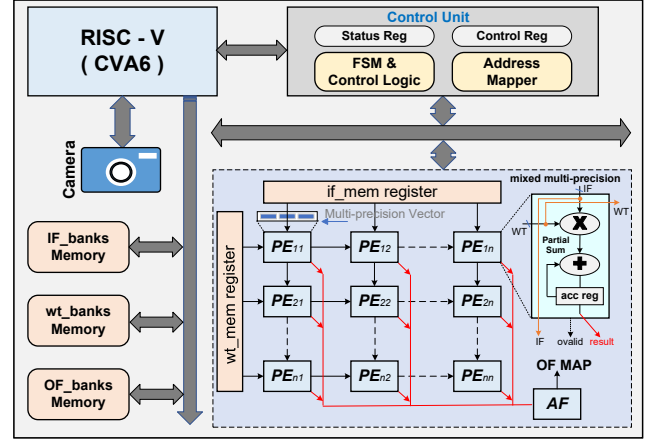 RISC - V
( CVA6 )
Control Unit
Status Reg
Control Reg
FSM &
Control Logic
Address
Mapper
Camera
IF_banks
Memory
wt_banks
Memory
OF_banks
Memory
if_mem register
wt_mem register
Multi-precision Vector
PE11
PE12
PE1n
PE21
PE22
PE2n
PEn1
PEn2
PEnn
mixed multi-precision
IF
WT
WT
X
Partial
Sum
+
acc reg
IF
ovalid
result
OF MAP
AF